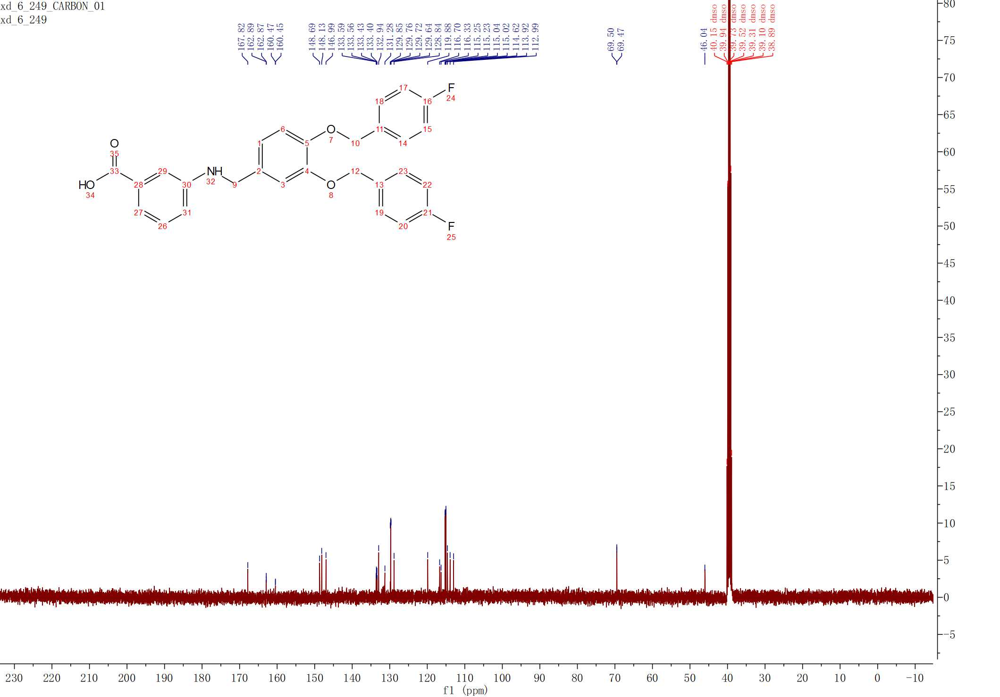 xd_6_249_CARBON_01
xd_6_249
167.82
162.89
162.87
160.47
160.45
148.69
148.13
146.99
133.59
133.56
133.43
133.40
132.94
131.28
129.85
129.76
129.72
129.64
128.84
119.88
116.70
116.33
115.25
115.23
115.04
115.02
114.62
113.92
112.99
69.50
69.47
46.04
40.15 dmso
39.94 dmso
39.73 dmso
39.52 dmso
39.31 dmso
39.10 dmso
38.89 dmso
17 F
18 16 24
6 O 11 15
1 5 7 10 14
O
35
33 29 NH 2 4 12 23
HO 28 30 32 9 3 O 13 22
34 8
27 31 19 21
26 20 F
25
80
75
70
65
60
55
50
45
40
35
30
25
20
15
10
5
0
-5
230 220 210 200 190 180 170 160 150 140 130 120 110 100 90 80 70 60 50 40 30 20 10 0 -10
f1 (ppm)